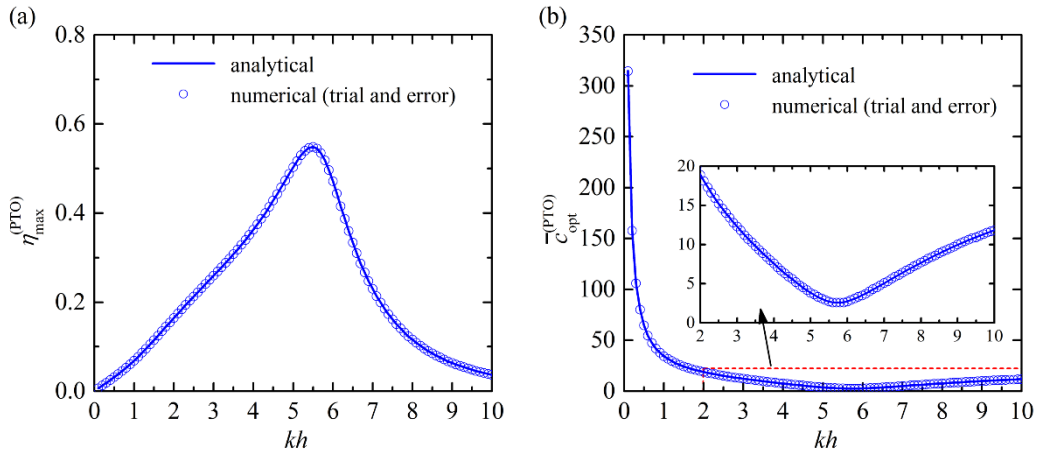 (a)
0.8
0.6
0.4
0.2
0.0
η_max^(PTO)
analytical
numerical (trial and error)
0 1 2 3 4 5 6 7 8 9 10
kh
(b)
350
300
250
200
150
100
50
0
c̅_opt^(PTO)
analytical
numerical (trial and error)
20
15
10
5
0
2 3 4 5 6 7 8 9 10
0 1 2 3 4 5 6 7 8 9 10
kh